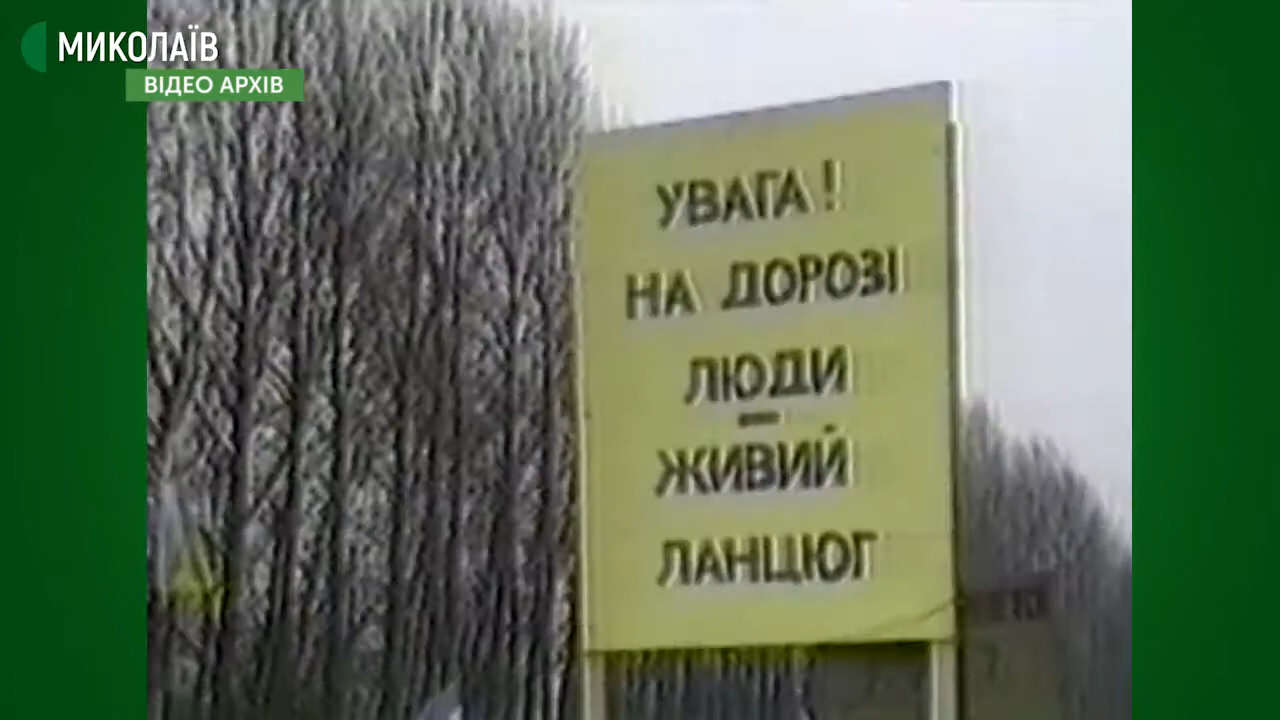 МИКОЛАЇВ
ВІДЕО АРХІВ
УВАГА!
НА ДОРОЗІ
ЛЮДИ
—
ЖИВИЙ
ЛАНЦЮГ